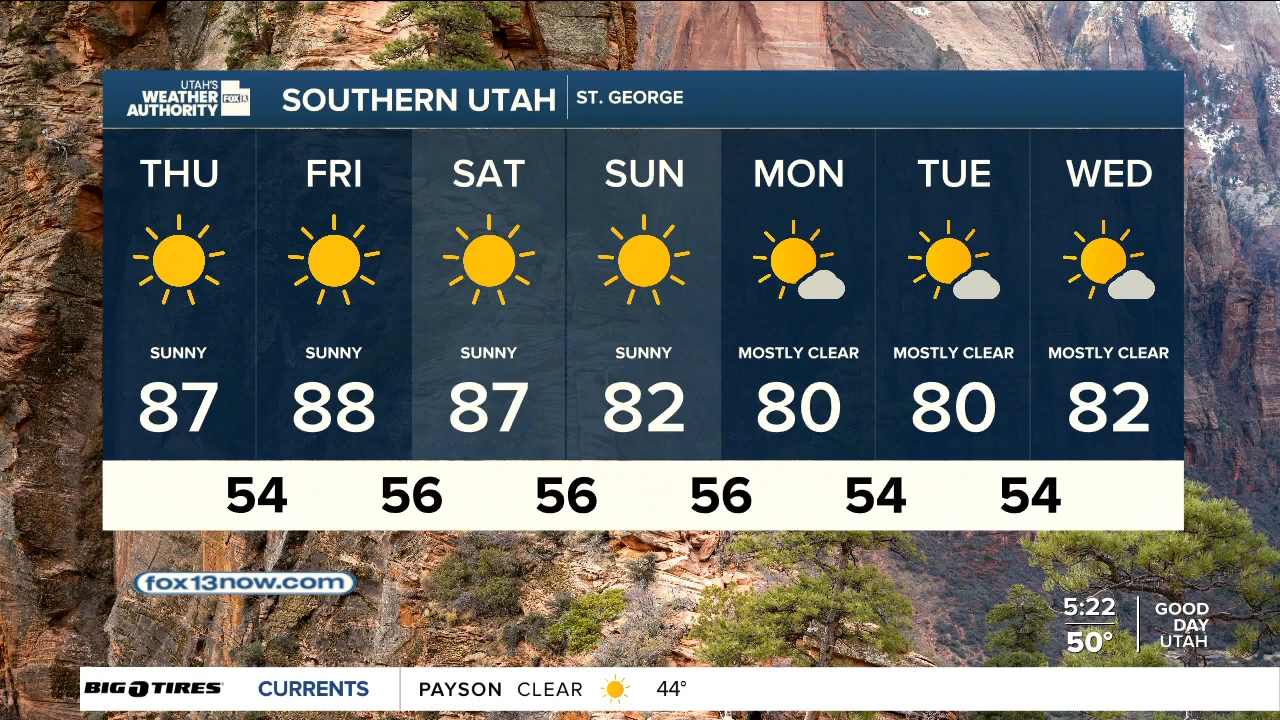 UTAH'S
WEATHER
AUTHORITY
FOX 13
SOUTHERN UTAH
ST. GEORGE
THU FRI SAT SUN MON TUE WED
SUNNY SUNNY SUNNY SUNNY MOSTLY CLEAR MOSTLY CLEAR MOSTLY CLEAR
87 88 87 82 80 80 82
54 56 56 56 54 54
fox13now.com
5:22
50°
GOOD
DAY
UTAH
BIG O TIRES CURRENTS PAYSON CLEAR 44°